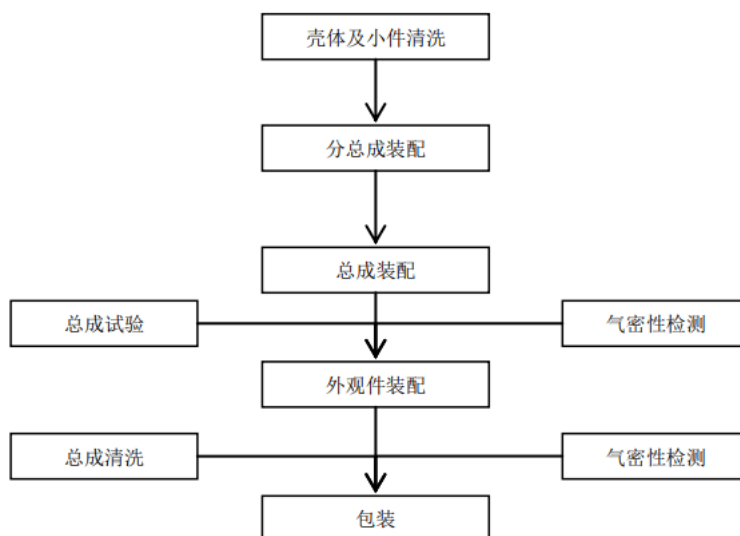 壳体及小件清洗
分总成装配
总成装配
总成试验
气密性检测
外观件装配
总成清洗
气密性检测
包装